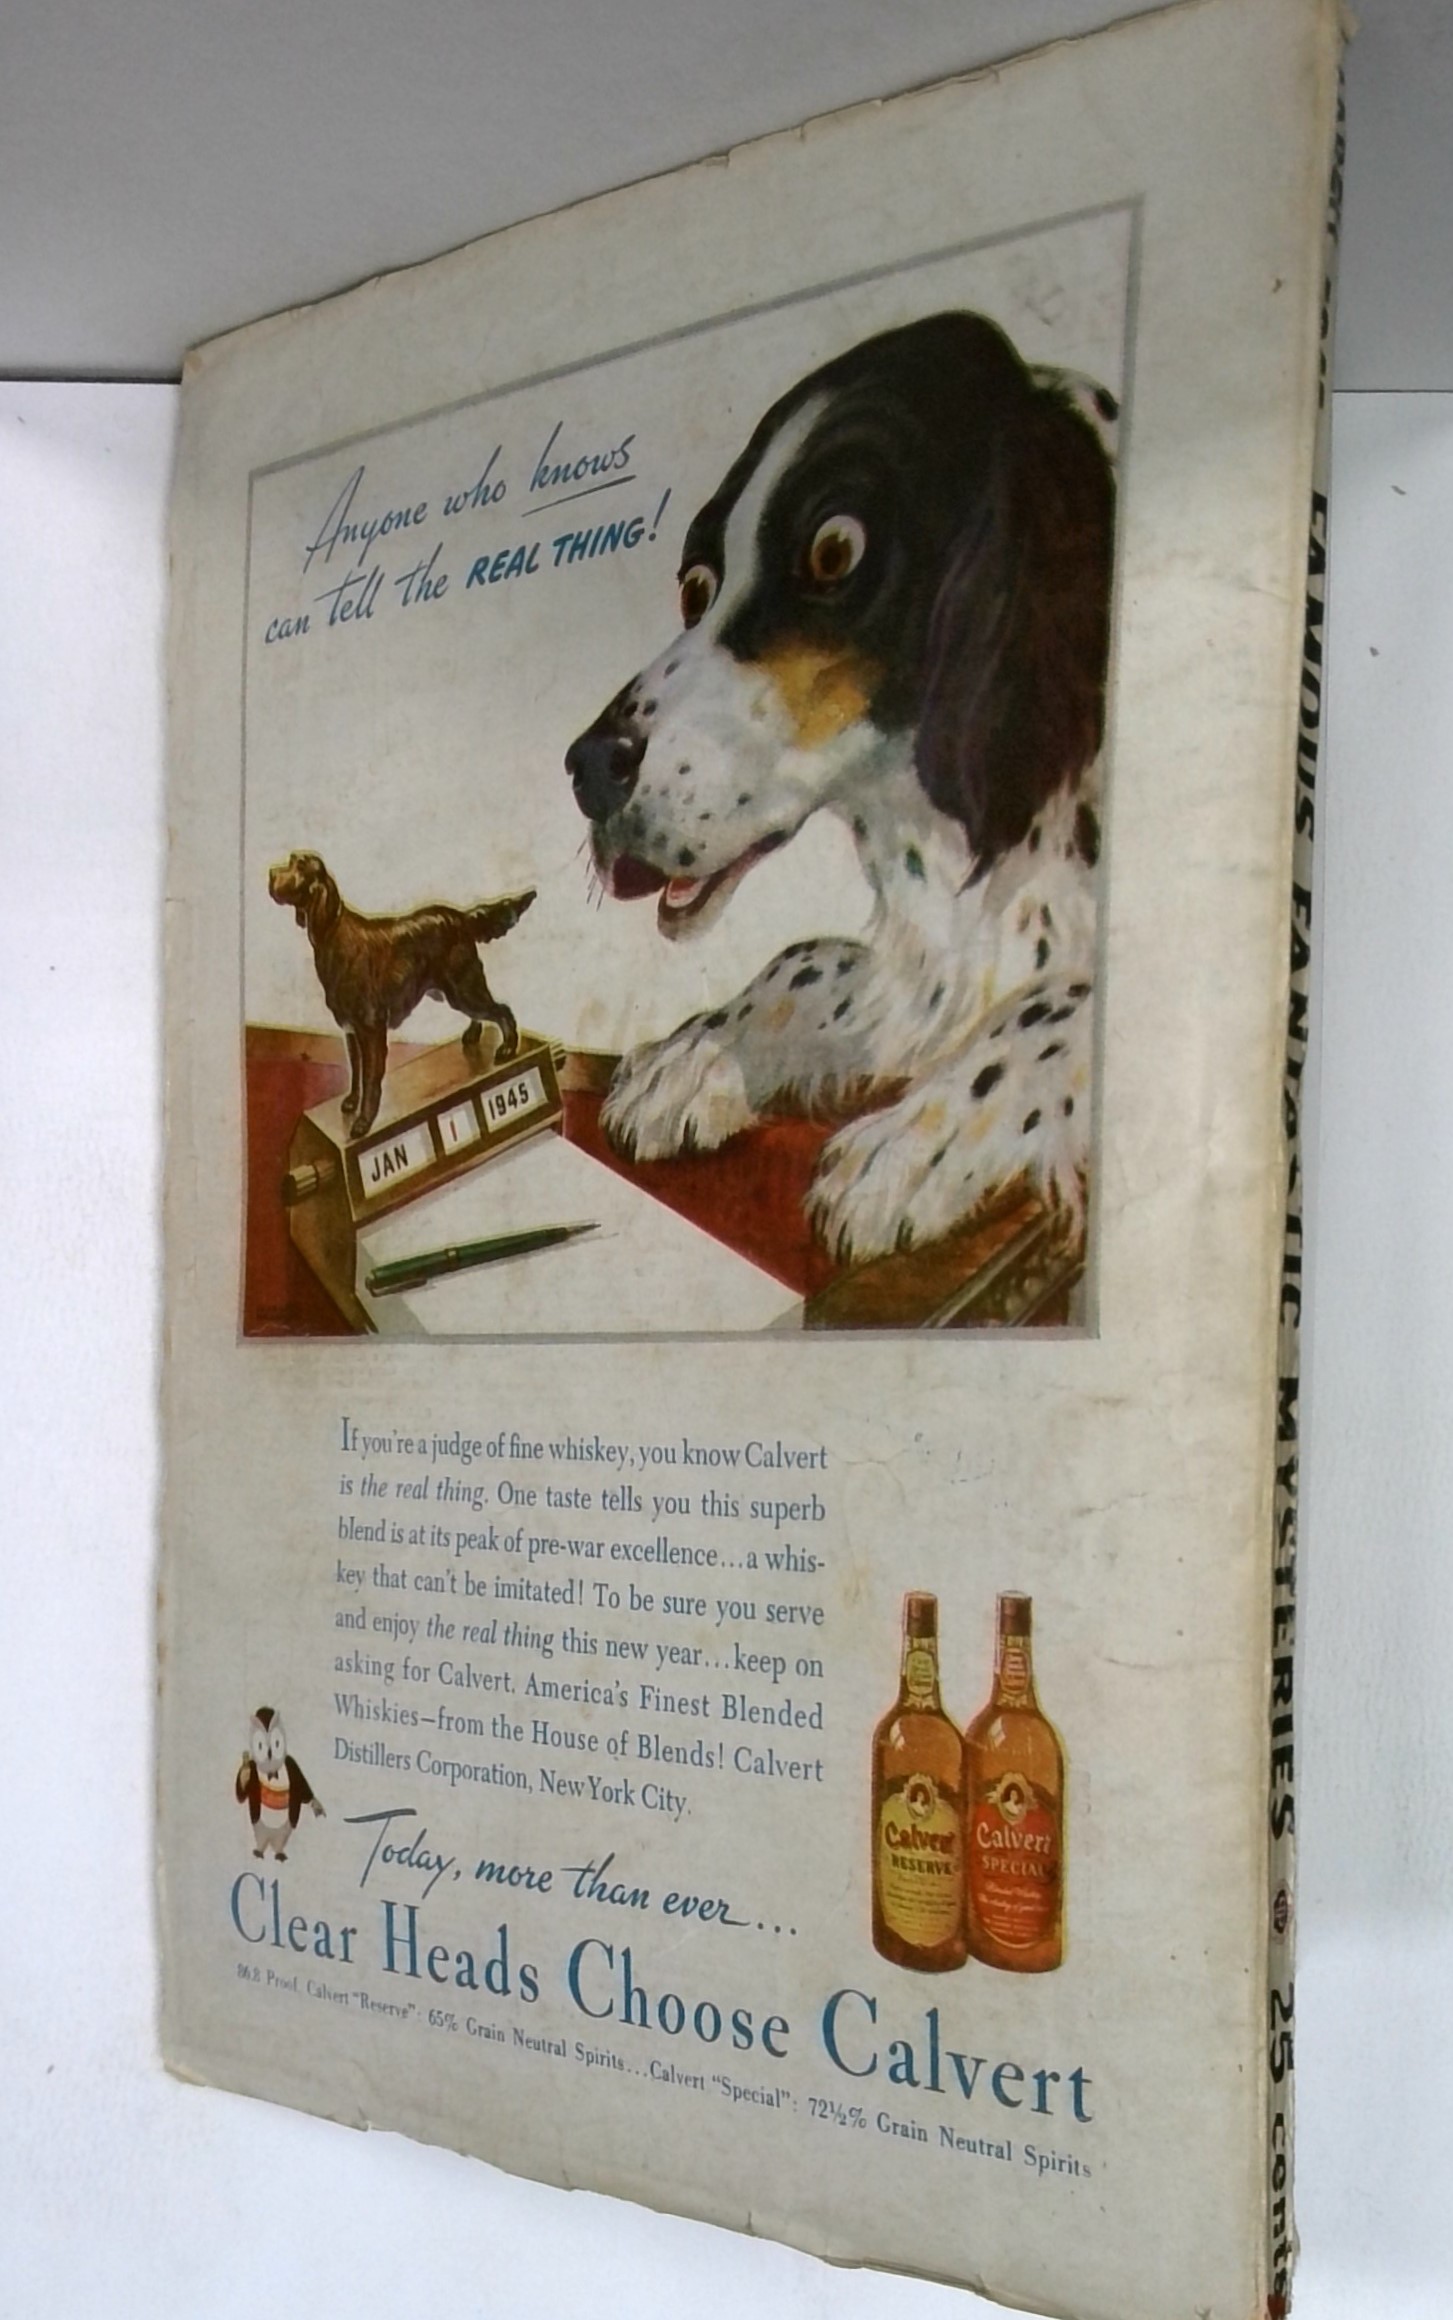 Anyone who knows
can tell the REAL THING!
JAN 1 1945
If you're a judge of fine whiskey, you know Calvert
is the real thing. One taste tells you this superb
blend is at its peak of pre-war excellence...a whis-
key that can't be imitated! To be sure you serve
and enjoy the real thing this new year...keep on
asking for Calvert. America's Finest Blended
Whiskies—from the House of Blends! Calvert
Distillers Corporation, New York City.
Today, more than ever...
Clear Heads Choose Calvert
86.8 Proof. Calvert "Reserve": 65% Grain Neutral Spirits...Calvert "Special": 72½% Grain Neutral Spirits
Calvert
RESERVE
Calvert
SPECIAL
FAMOUS FANTASTIC MYSTERIES 25 cents